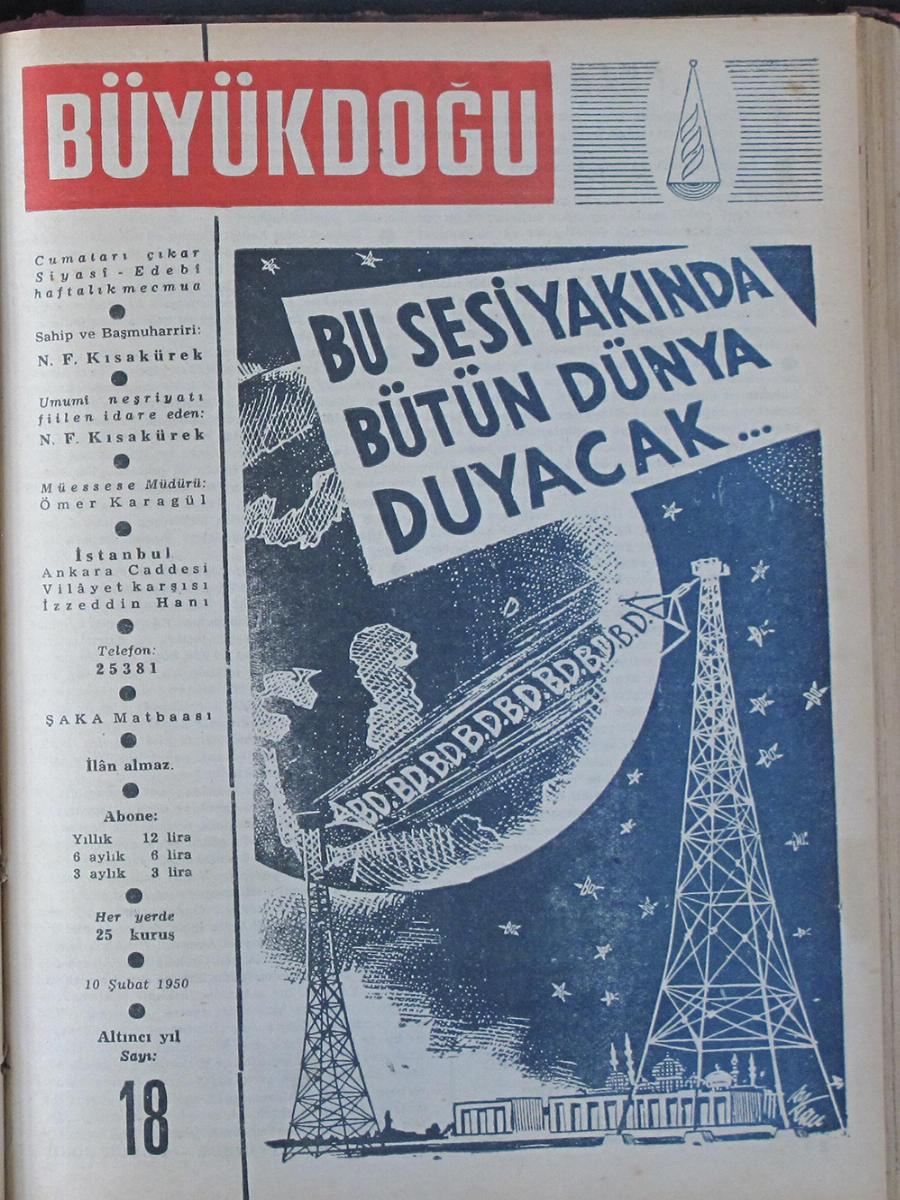 BÜYÜKDOĞU
Cumaları çıkar
Siyasî - Edebî
haftalık mecmua
Sahip ve Başmuharriri:
N. F. Kısakürek
Umumî neşriyatı
fiilen idare eden:
N. F. Kısakürek
Müessese Müdürü:
Ömer Karagül
İstanbul
Ankara Caddesi
Vilâyet karşısı
İzzeddin Hanı
Telefon:
25381
ŞAKA Matbaası
İlân almaz.
Abone:
Yıllık 12 lira
6 aylık 6 lira
3 aylık 3 lira
Her yerde
25 kuruş
10 Şubat 1950
Altıncı yıl
Sayı:
18
BU SESİ YAKINDA
BÜTÜN DÜNYA
DUYACAK...
B.D. B.D. B.D. B.D. B.D. B.D. B.D. B.D.